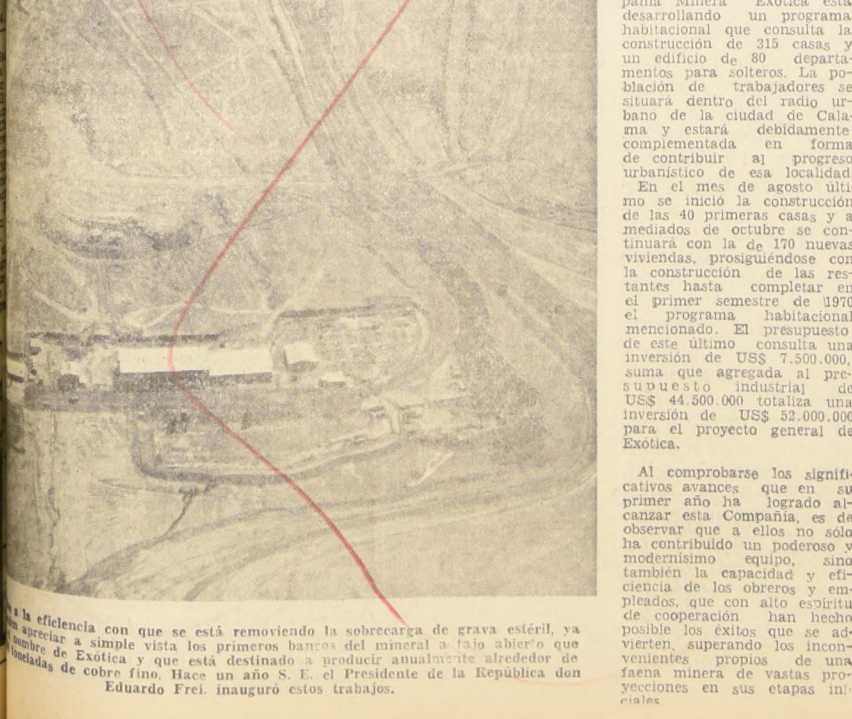 pañía Minera Exótica está
desarrollando un programa
habitacional que consulta la
construcción de 315 casas y
un edificio de 80 departa-
mentos para solteros. La po-
blación de trabajadores se
situará dentro del radio ur-
bano de la ciudad de Cala-
ma y estará debidamente
complementada en forma
de contribuir al progreso
urbanístico de esa localidad.
En el mes de agosto últi-
mo se inició la construcción
de las 40 primeras casas y a
mediados de octubre se con-
tinuará con la de 170 nuevas
viviendas, prosiguiéndose con
la construcción de las res-
tantes hasta completar en
el primer semestre de 1970
el programa habitacional
mencionado. El presupuesto
de este último consulta una
inversión de US$ 7.500.000,
suma que agregada al pre-
supuesto industrial de
US$ 44.500.000 totaliza una
inversión de US$ 52.000.000
para el proyecto general de
Exótica.
Al comprobarse los signifi-
cativos avances que en su
primer año ha logrado al-
canzar esta Compañía, es de
observar que a ellos no sólo
ha contribuido un poderoso y
modernísimo equipo, sino
también la capacidad y efi-
ciencia de los obreros y em-
pleados, que con alto espíritu
de cooperación han hecho
posible los éxitos que se ad-
vierten, superando los incon-
venientes propios de una
faena minera de vastas pro-
yecciones en sus etapas ini-
ciales
a la eficiencia con que se está removiendo la sobrecarga de grava estéril, ya
apreciar a simple vista los primeros bancos del mineral a tajo abierto que
nombre de Exótica y que está destinado a producir anualmente alrededor de
toneladas de cobre fino. Hace un año S. E. el Presidente de la República don
Eduardo Frei. inauguró estos trabajos.